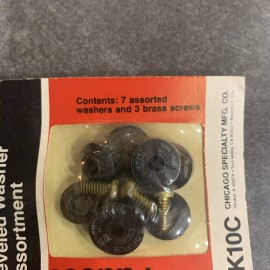 Contents: 7 assorted
washers and 3 brass screws
CHICAGO SPECIALTY MFG. CO.
K10C
eveled Washer
ssortment